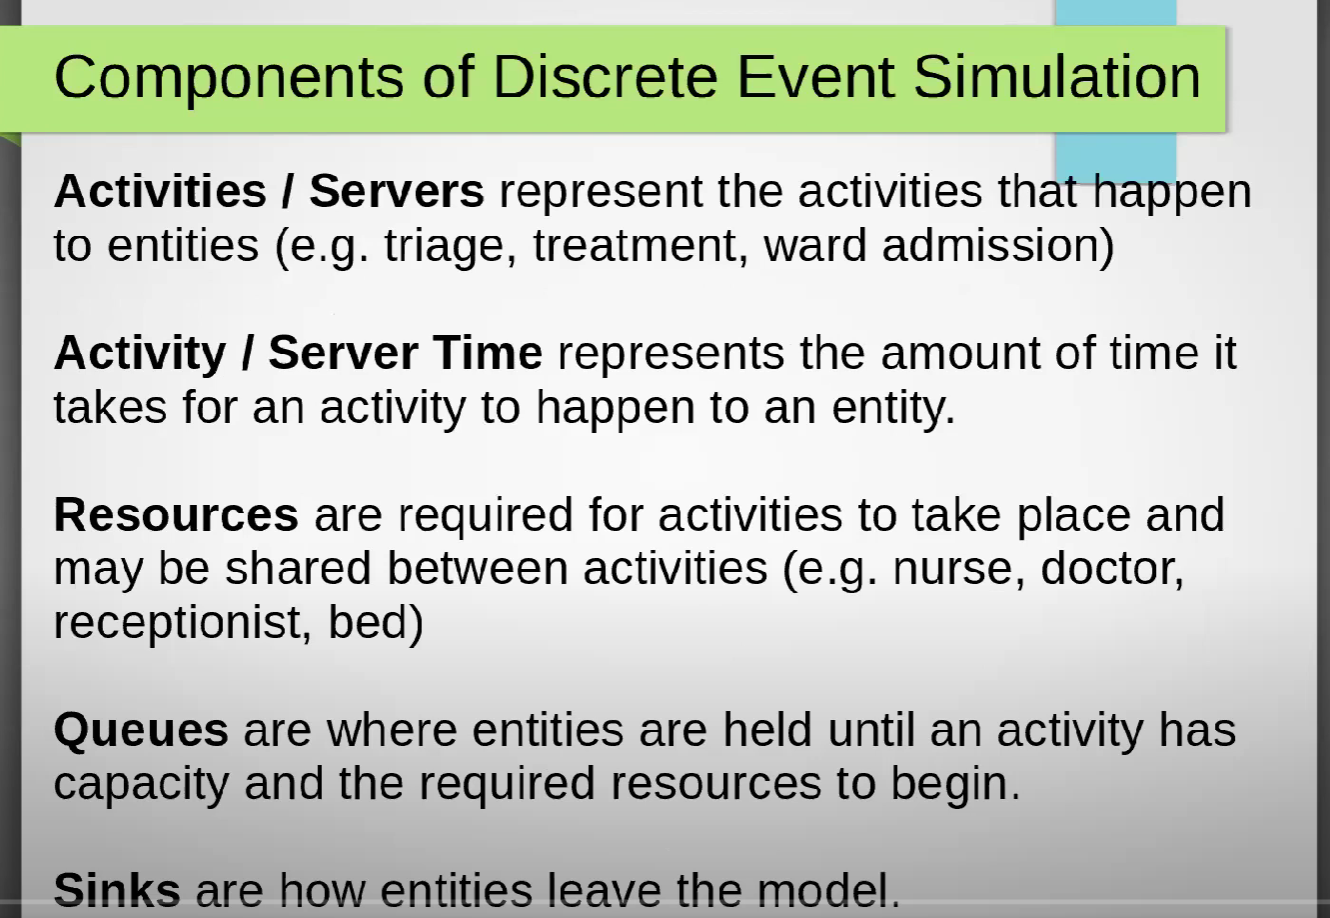 Components of Discrete Event Simulation
Activities / Servers represent the activities that happen
to entities (e.g. triage, treatment, ward admission)
Activity / Server Time represents the amount of time it
takes for an activity to happen to an entity.
Resources are required for activities to take place and
may be shared between activities (e.g. nurse, doctor,
receptionist, bed)
Queues are where entities are held until an activity has
capacity and the required resources to begin.
Sinks are how entities leave the model.